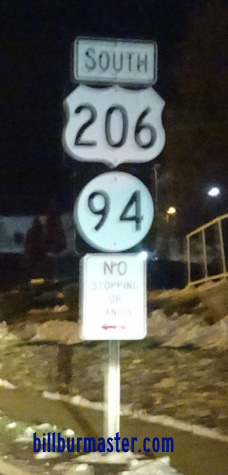 SOUTH
206
94
NO
STOPPING
OR
STANDING
billburmaster.com